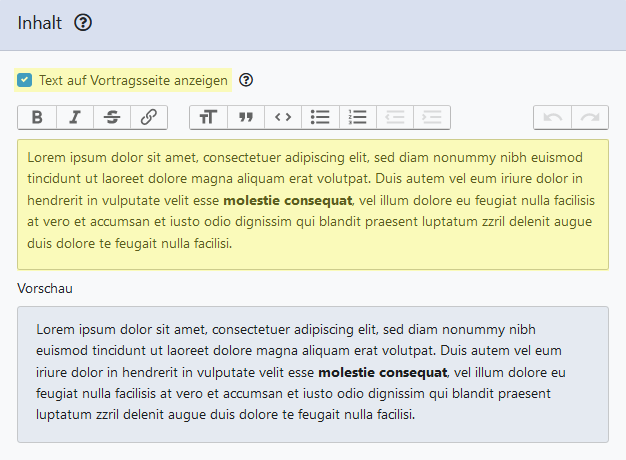 Inhalt
Text auf Vortragsseite anzeigen
Lorem ipsum dolor sit amet, consectetuer adipiscing elit, sed diam nonummy nibh euismod
tincidunt ut laoreet dolore magna aliquam erat volutpat. Duis autem vel eum iriure dolor in
hendrerit in vulputate velit esse molestie consequat, vel illum dolore eu feugiat nulla facilisis
at vero et accumsan et iusto odio dignissim qui blandit praesent luptatum zzril delenit augue
duis dolore te feugait nulla facilisi.
Vorschau
Lorem ipsum dolor sit amet, consectetuer adipiscing elit, sed diam nonummy nibh
euismod tincidunt ut laoreet dolore magna aliquam erat volutpat. Duis autem vel eum
iriure dolor in hendrerit in vulputate velit esse molestie consequat, vel illum dolore eu
feugiat nulla facilisis at vero et accumsan et iusto odio dignissim qui blandit praesent
luptatum zzril delenit augue duis dolore te feugait nulla facilisi.